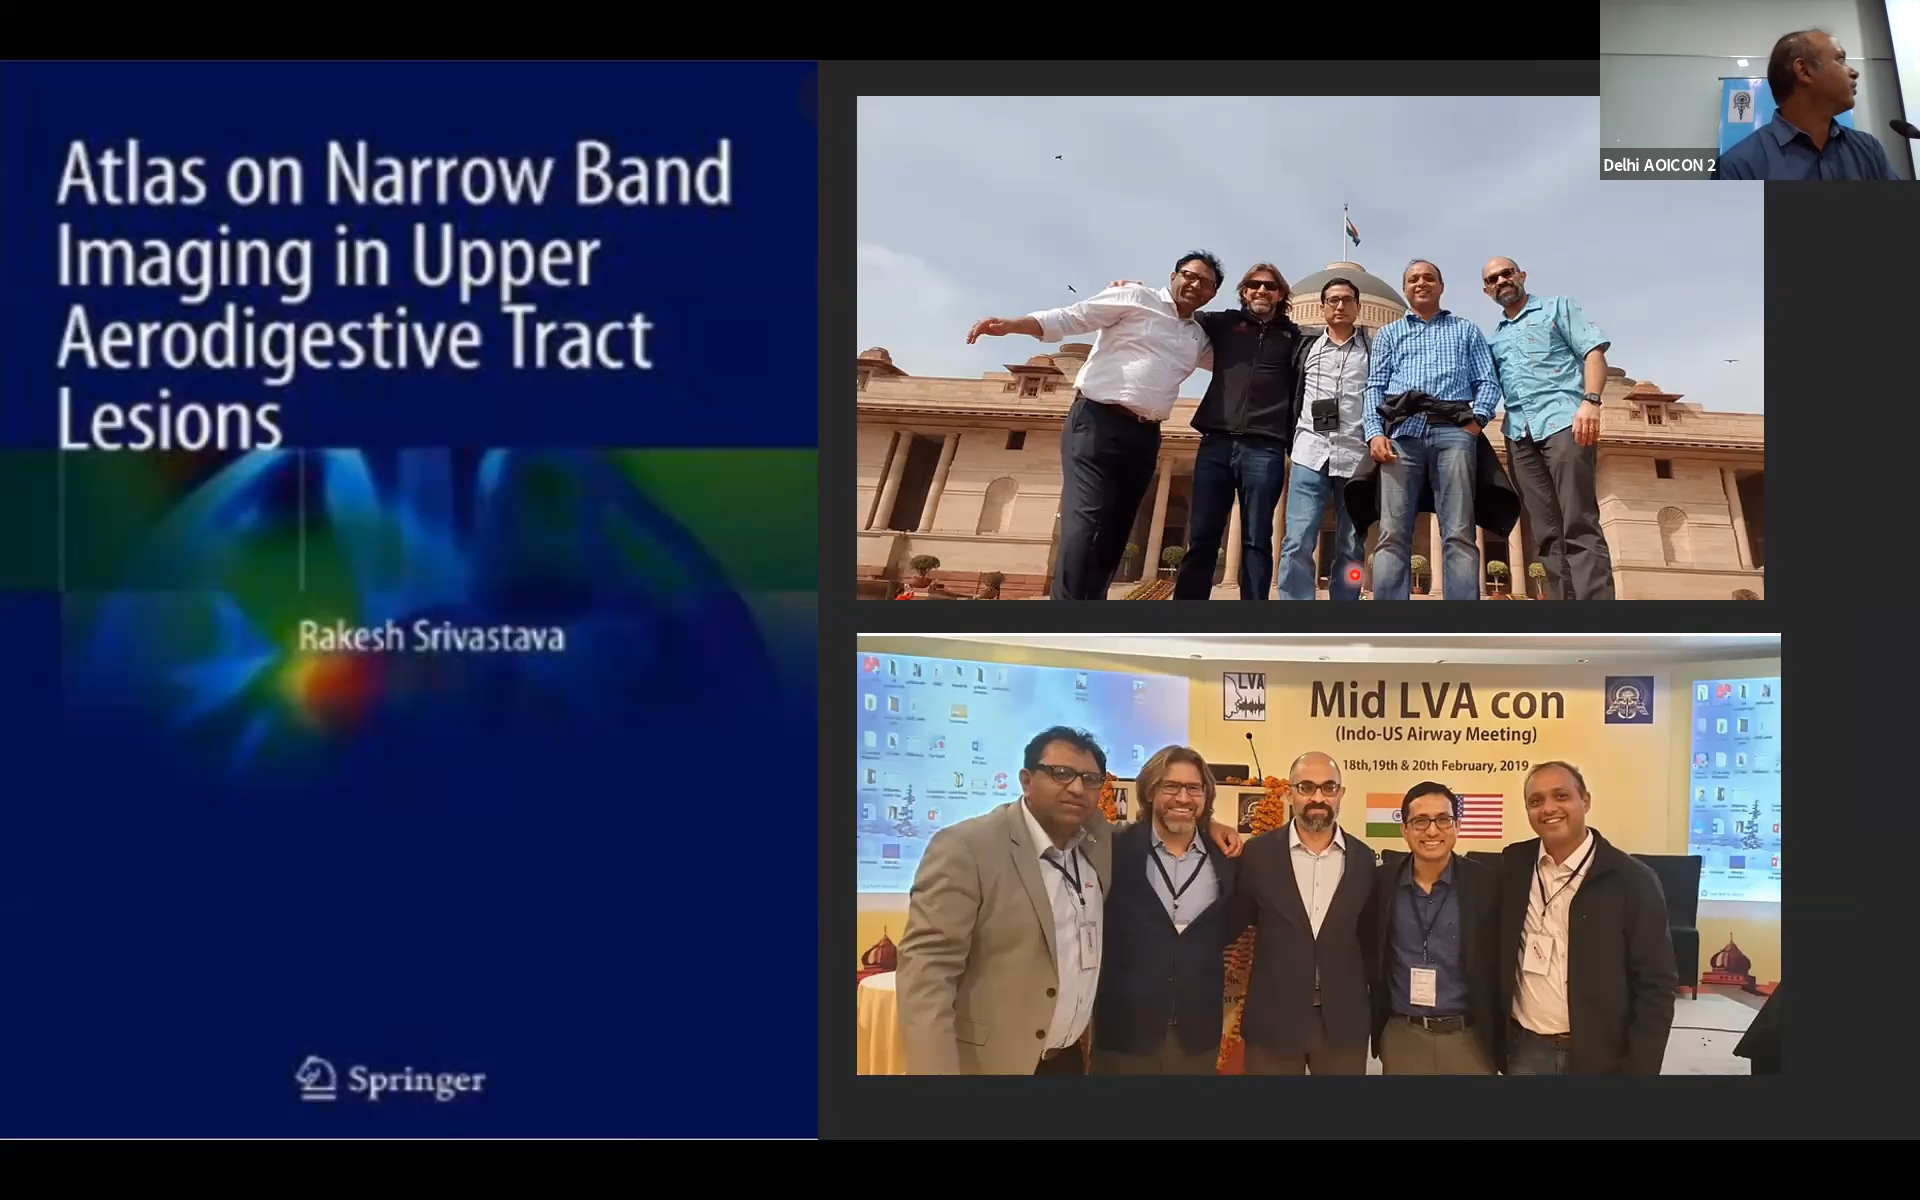 Atlas on Narrow Band
Imaging in Upper
Aerodigestive Tract
Lesions
Rakesh Srivastava
Springer
Delhi AOICON 2
LVA
Mid LVA con
(Indo-US Airway Meeting)
18th,19th & 20th February, 2019